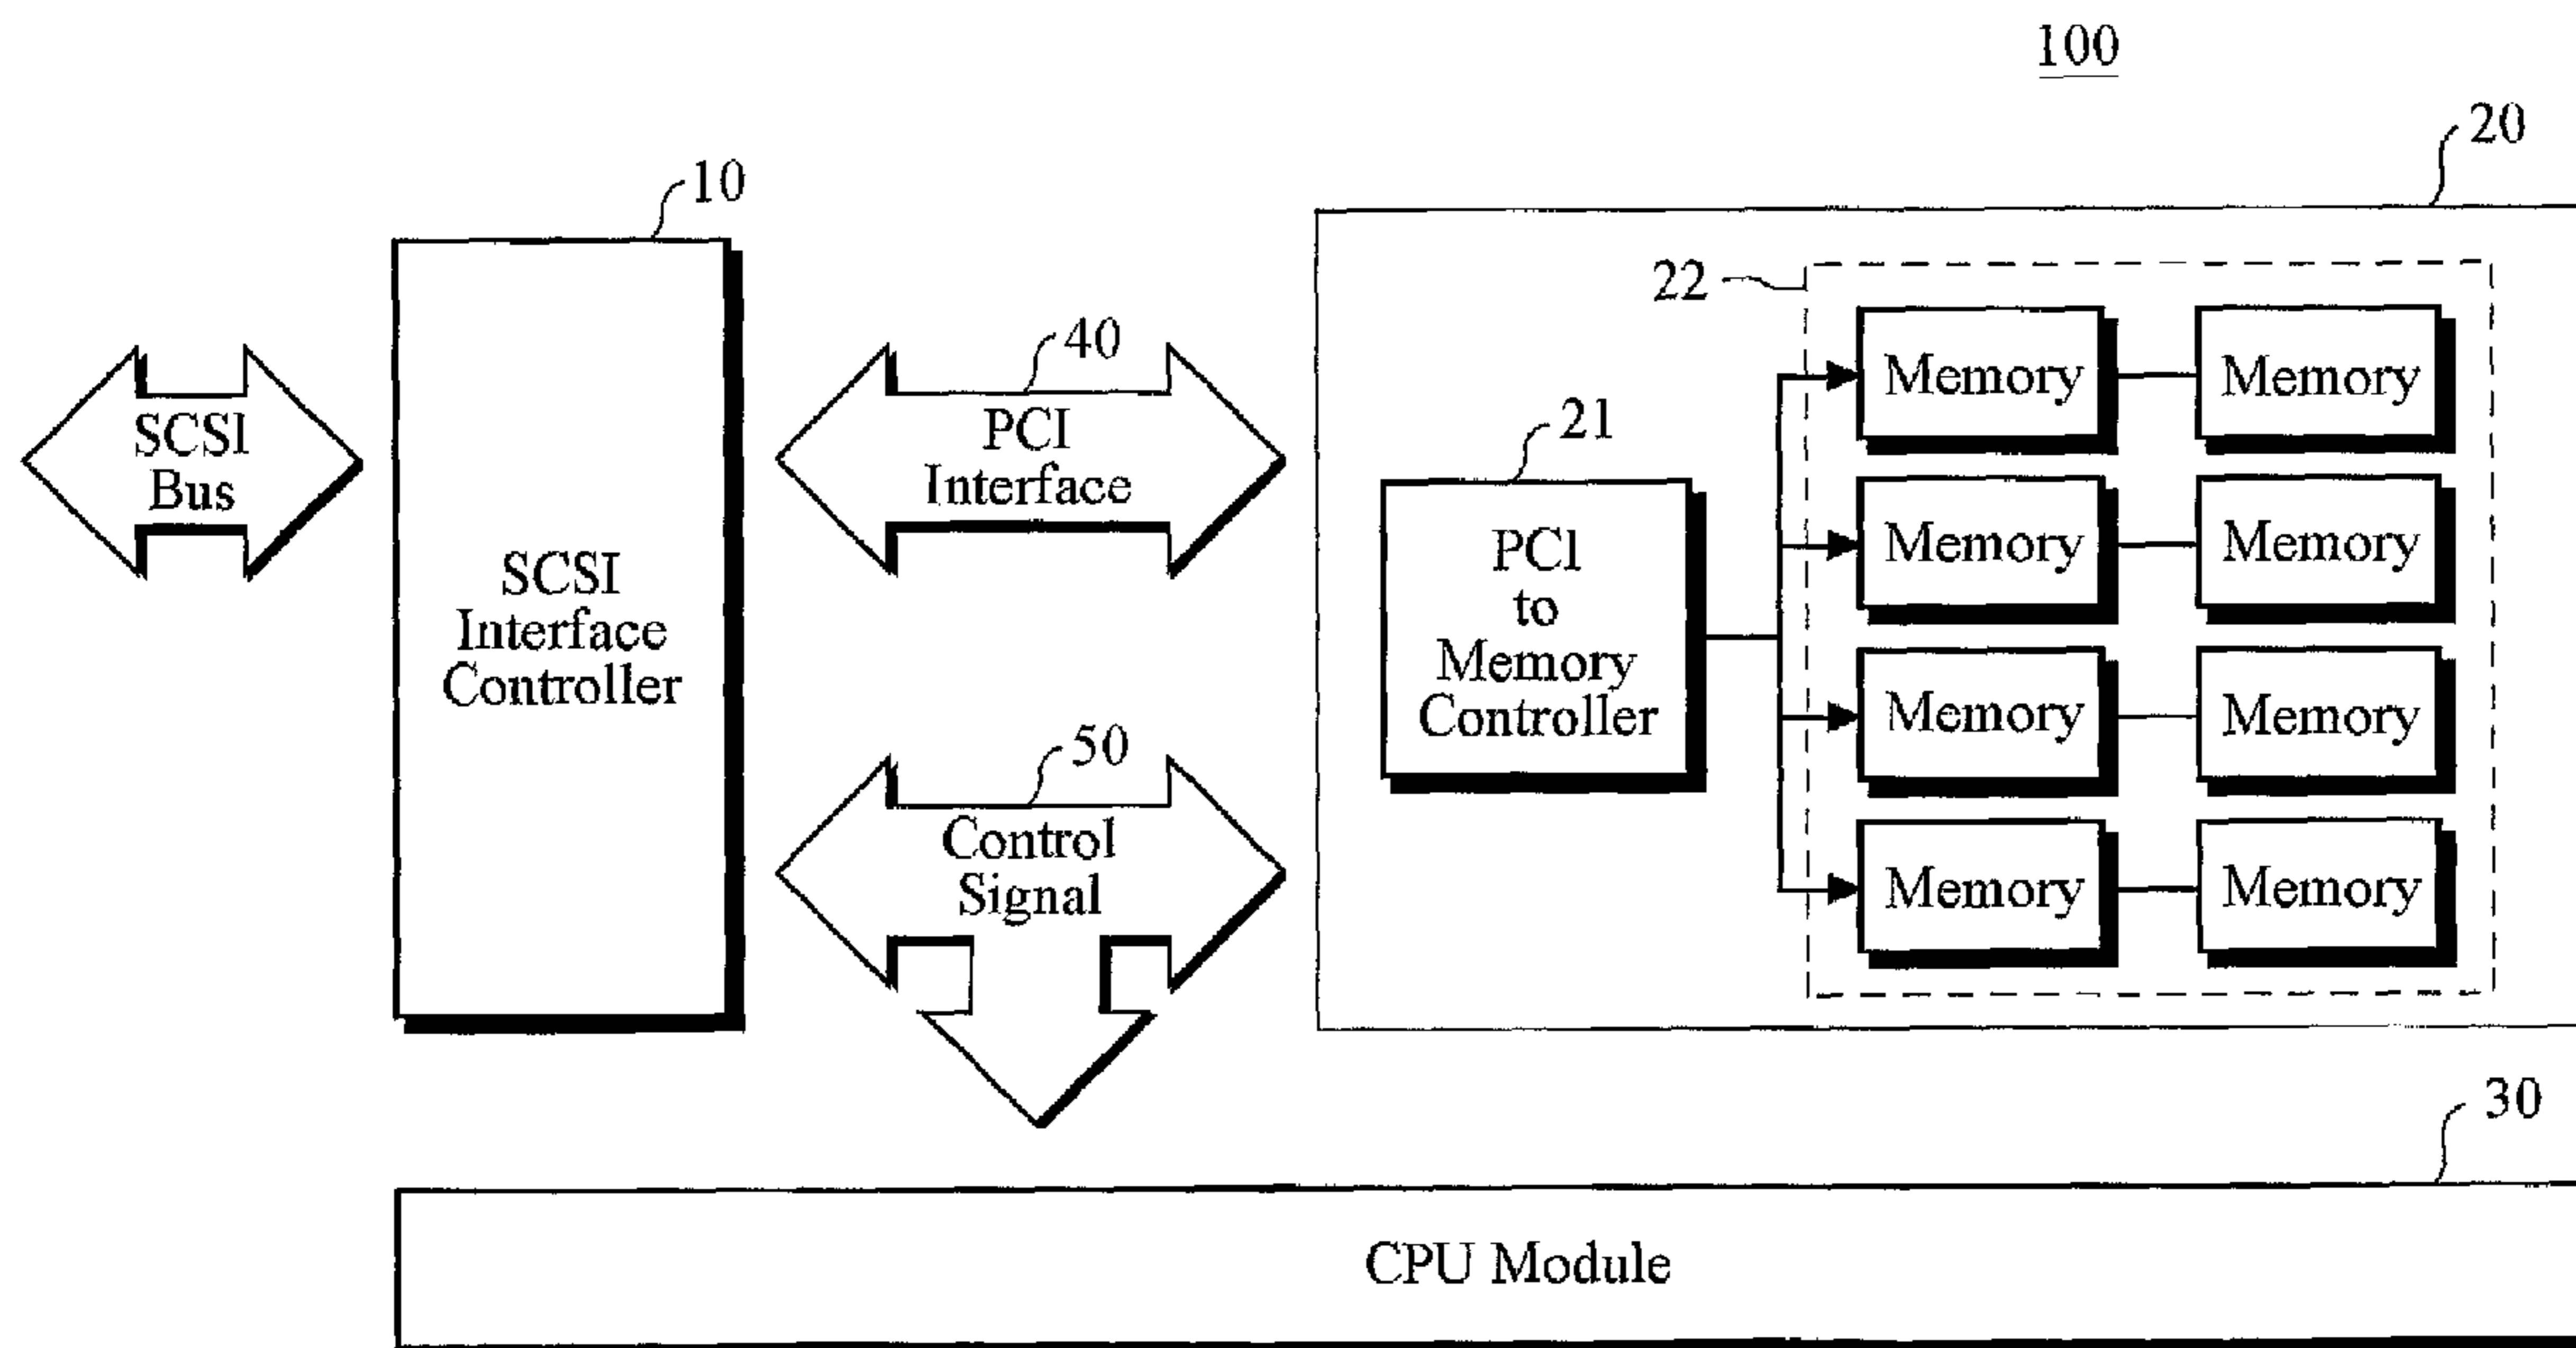 100
20
10
22
40
Memory Memory
21
SCSI
Bus
PCI
Interface
Memory Memory
PCI
to
Memory
Controller
SCSI
Interface
Controller
Memory Memory
50
Control
Signal
Memory Memory
30
CPU Module